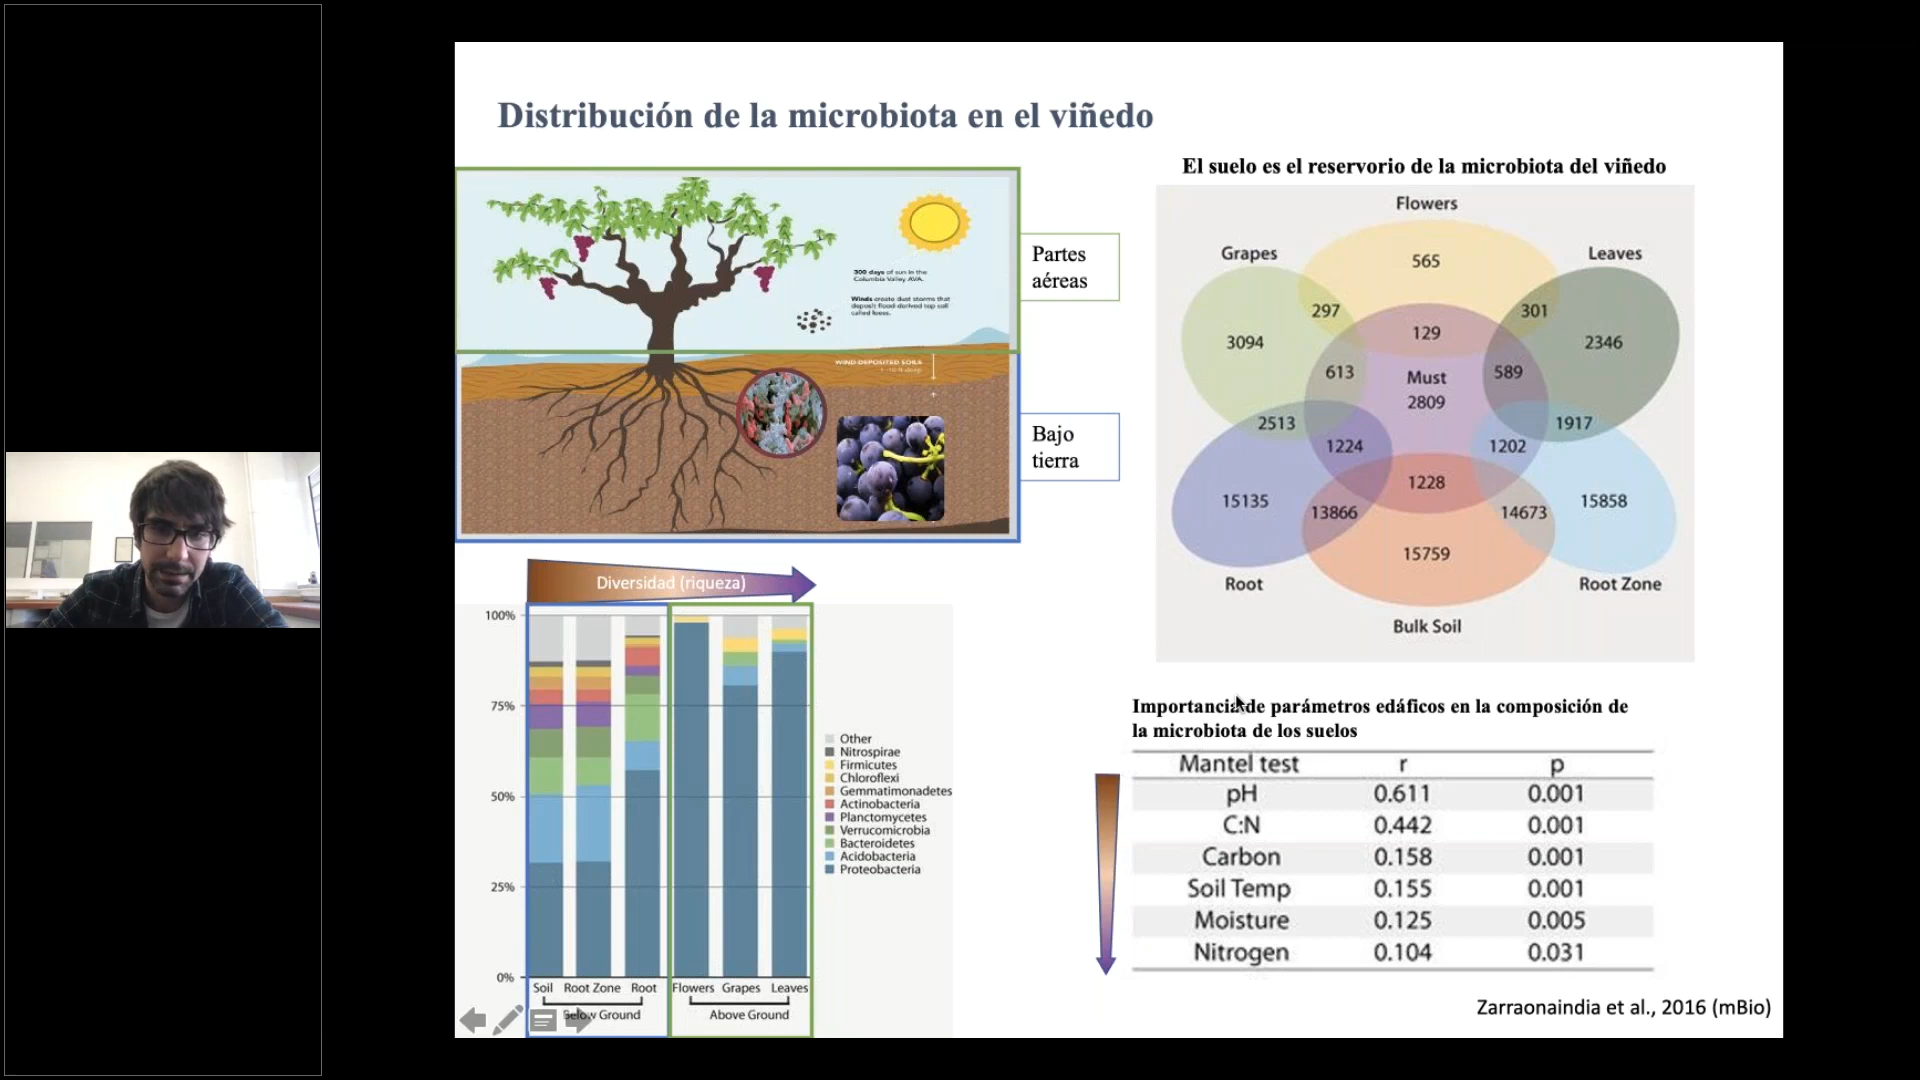 Distribución de la microbiota en el viñedo
300 days of sun in the
Columbia Valley AVA.
Winds create dust storms that
deposit flood-derived top soil
called loess.
WIND-DEPOSITED SOILS
Partes
aéreas
Bajo
tierra
El suelo es el reservorio de la microbiota del viñedo
Flowers
Grapes
Leaves
565
297
301
129
3094
2346
613
589
Must
2809
2513
1917
1224
1202
1228
15135
15858
13866
14673
15759
Root
Root Zone
Bulk Soil
Diversidad (riqueza)
100%
75%
50%
25%
0%
Other
Nitrospirae
Firmicutes
Chloroflexi
Gemmatimonadetes
Actinobacteria
Planctomycetes
Verrucomicrobia
Bacteroidetes
Acidobacteria
Proteobacteria
Soil Root Zone Root Flowers Grapes Leaves
Below Ground Above Ground
Importancia de parámetros edáficos en la composición de
la microbiota de los suelos
Mantel test r p
pH 0.611 0.001
C:N 0.442 0.001
Carbon 0.158 0.001
Soil Temp 0.155 0.001
Moisture 0.125 0.005
Nitrogen 0.104 0.031
Zarraonaindia et al., 2016 (mBio)